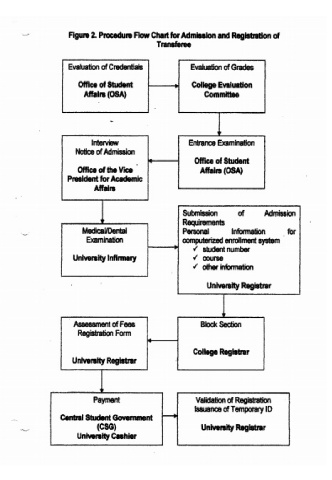 Figure 2. Procedure Flow Chart for Admission and Registration of
Transferee
Evaluation of Credentials
Office of Student
Affairs (OSA)
Evaluation of Grades
College Evaluation
Committee
Interview
Notice of Admission
Office of the Vice
President for Academic
Affairs
Entrance Examination
Office of Student
Affairs (OSA)
Medical/Dental
Examination
University Infirmary
Submission of Admission
Requirements
Personal Information for
computerized enrollment system
✓ student number
✓ course
✓ other information
University Registrar
Assessment of Fees
Registration Form
University Registrar
Block Section
College Registrar
Payment
Central Student Government
(CSG)
University Cashier
Validation of Registration
Issuance of Temporary ID
University Registrar